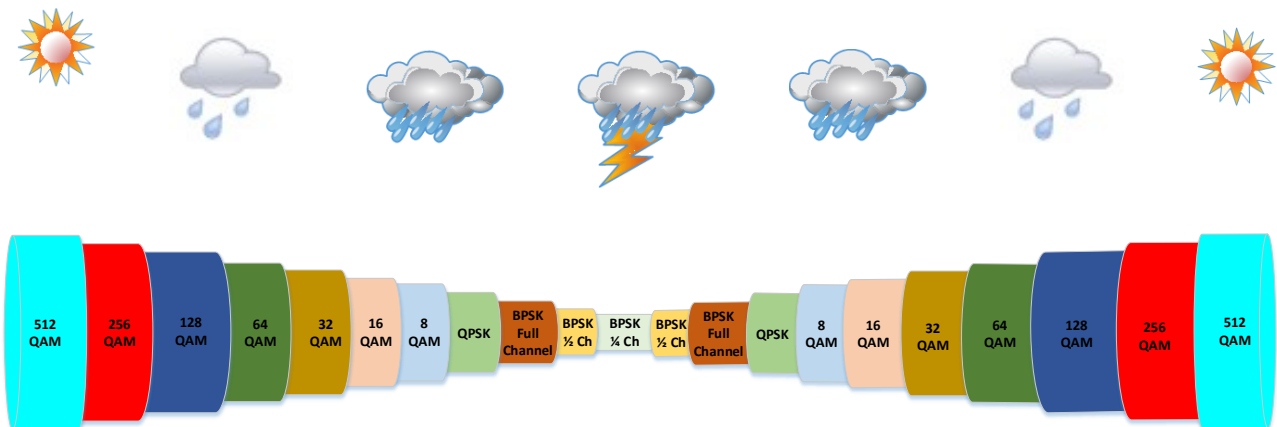 512
QAM
256
QAM
128
QAM
64
QAM
32
QAM
16
QAM
8
QAM
QPSK
BPSK
Full
Channel
BPSK
½ Ch
BPSK
¼ Ch
BPSK
½ Ch
BPSK
Full
Channel
QPSK
8
QAM
16
QAM
32
QAM
64
QAM
128
QAM
256
QAM
512
QAM